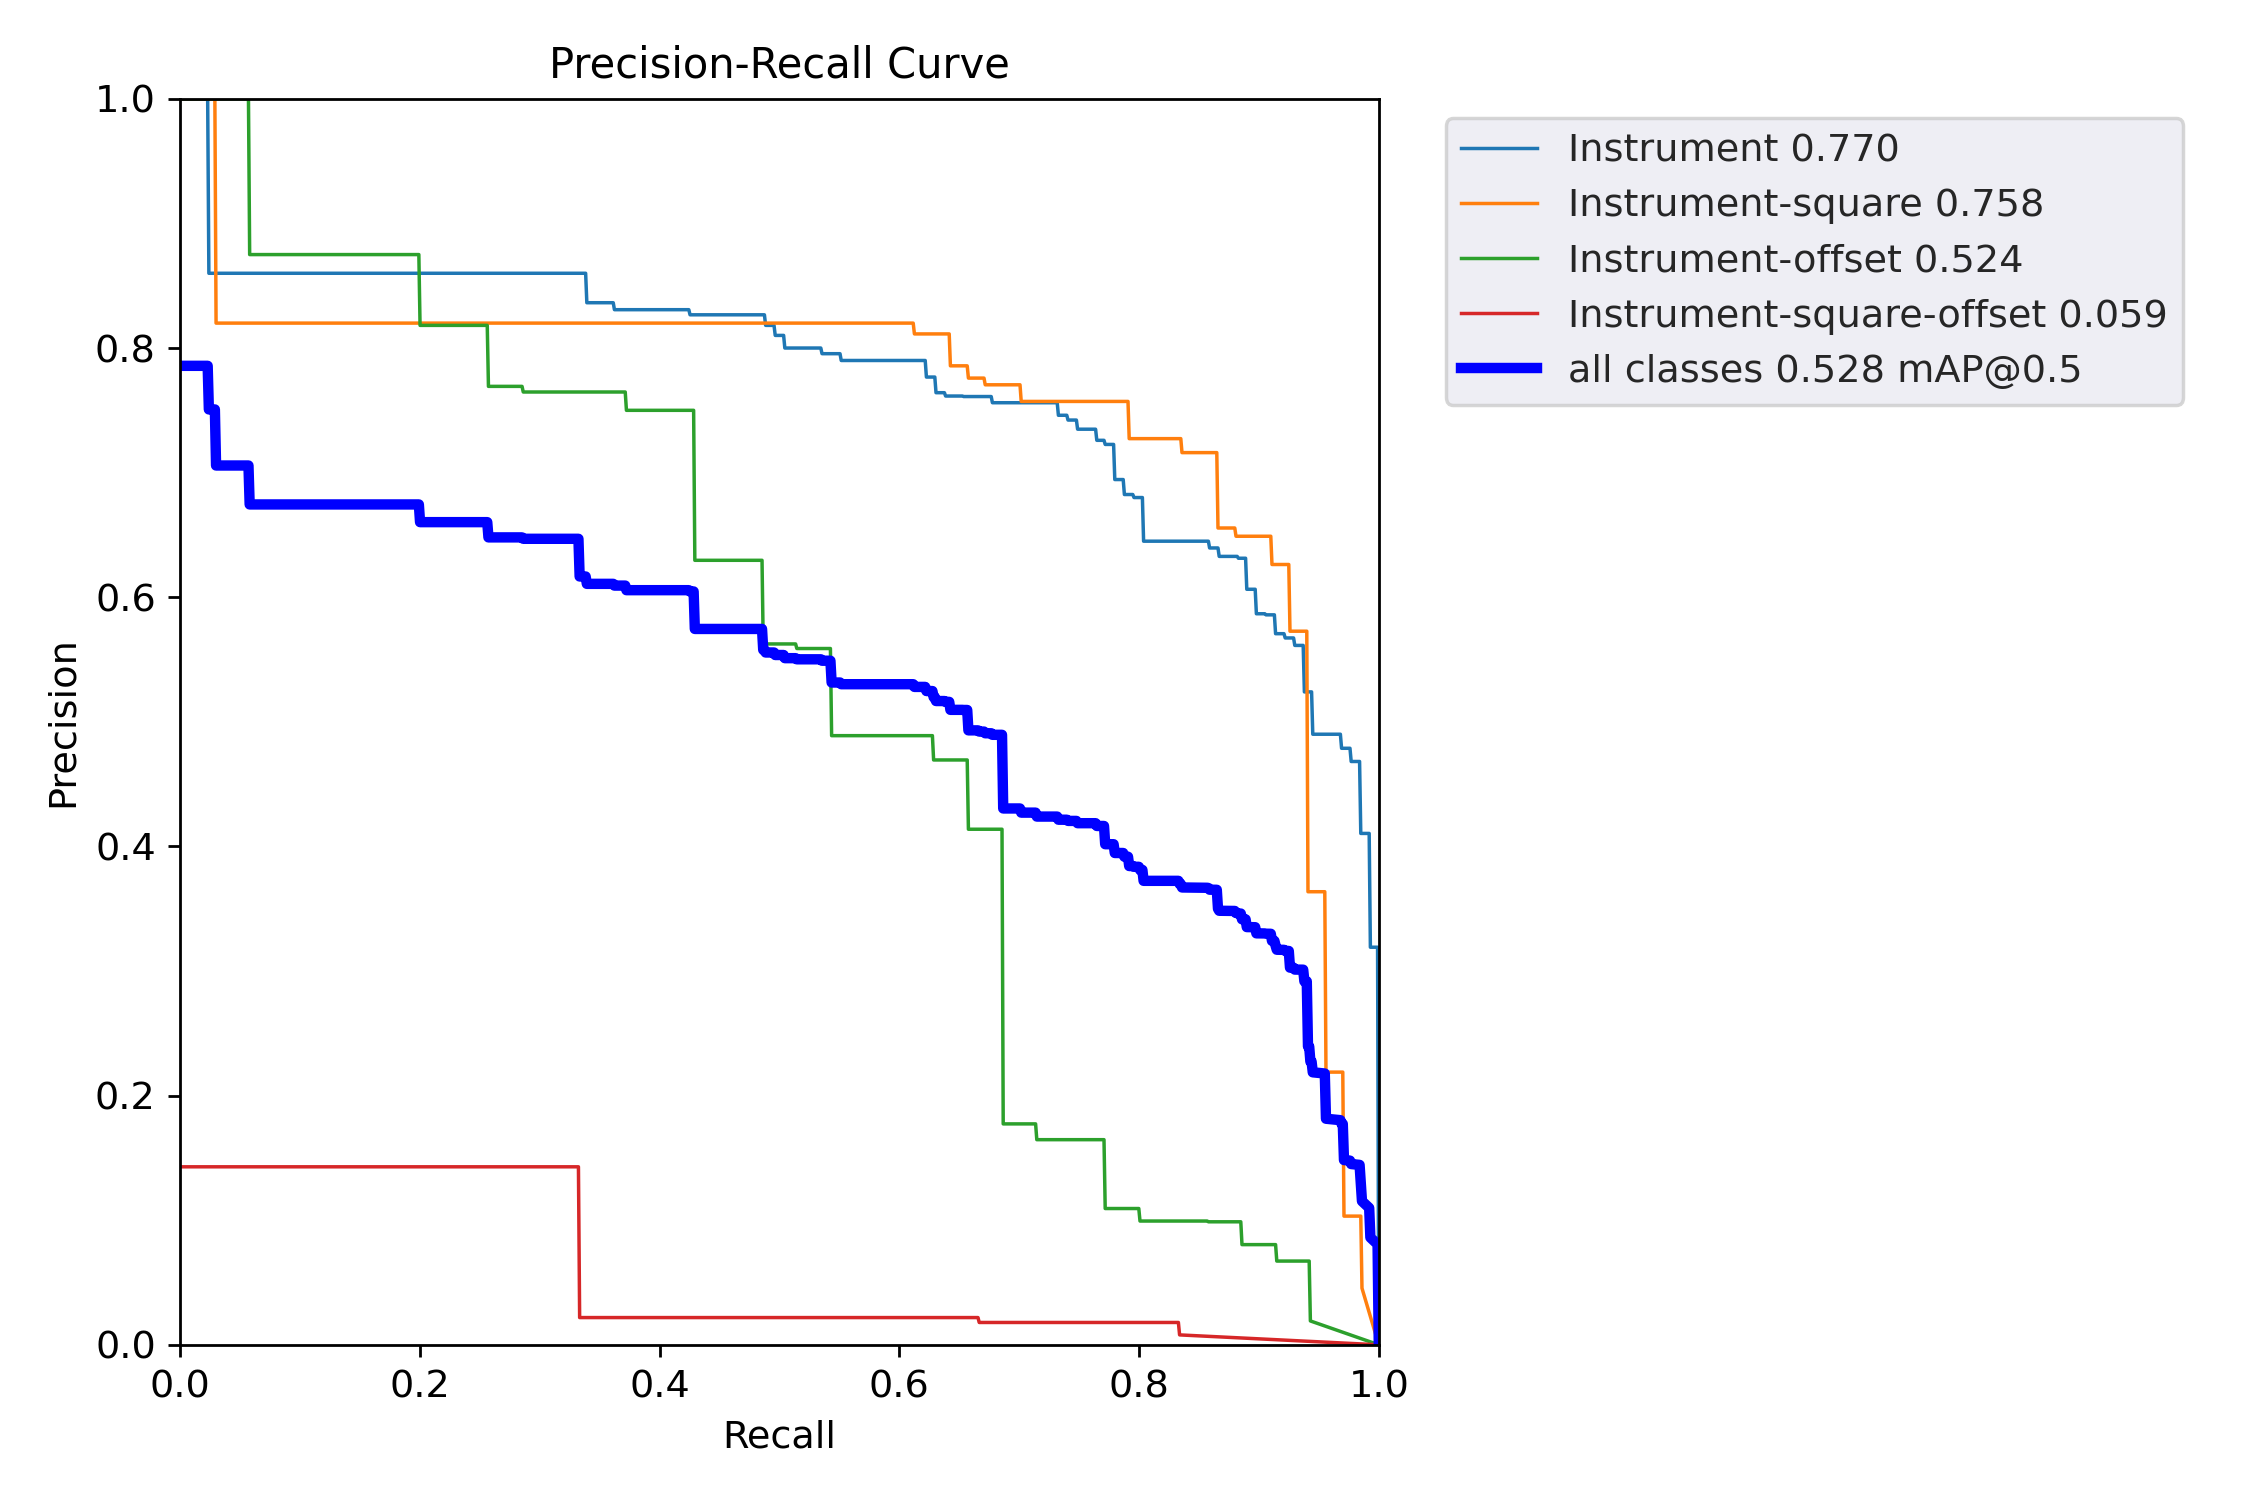 Precision-Recall Curve
1.0
0.8
0.6
0.4
0.2
0.0
Precision
0.0 0.2 0.4 0.6 0.8 1.0
Recall
Instrument 0.770
Instrument-square 0.758
Instrument-offset 0.524
Instrument-square-offset 0.059
all classes 0.528 mAP@0.5